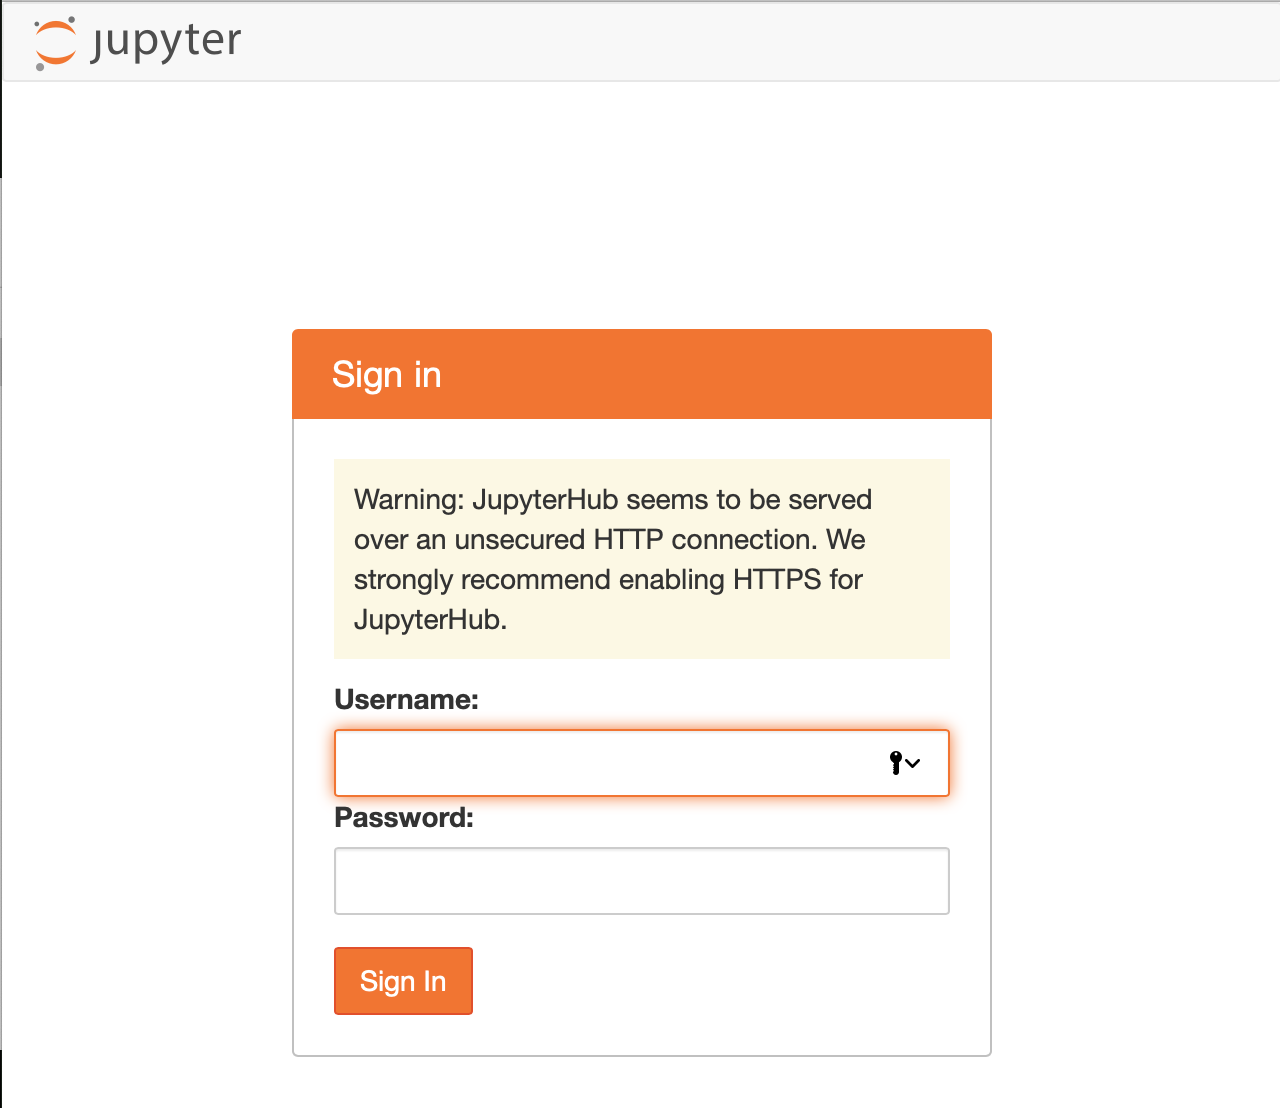 jupyter
Sign in
Warning: JupyterHub seems to be served
over an unsecured HTTP connection. We
strongly recommend enabling HTTPS for
JupyterHub.
Username:
Password:
Sign In